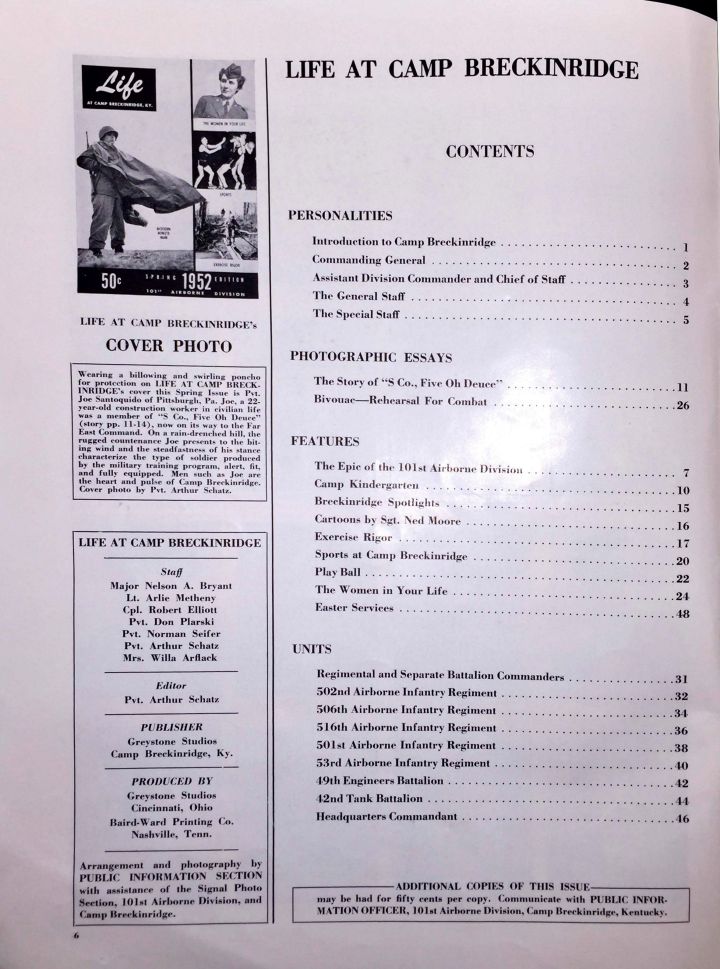 Life
AT CAMP BRECKINRIDGE, KY.
THE WOMEN IN YOUR LIFE
SPORTS
EXERCISE RIGOR
50c SPRING 1952 EDITION
101st AIRBORNE DIVISION
LIFE AT CAMP BRECKINRIDGE's
COVER PHOTO
Wearing a billowing and swirling poncho
for protection on LIFE AT CAMP BRECK-
INRIDGE's cover this Spring Issue is Pvt.
Joe Santoquido of Pittsburgh, Pa. Joe, a 22-
year-old construction worker in civilian life
was a member of "S Co., Five Oh Deuce"
(story pp. 11-14), now on its way to the Far
East Command. On a rain-drenched hill, the
rugged countenance Joe presents to the bit-
ing wind and the steadfastness of his stance
characterize the type of soldier produced
by the military training program, alert, fit,
and fully equipped. Men such as Joe are
the heart and pulse of Camp Breckinridge.
Cover photo by Pvt. Arthur Schatz.
LIFE AT CAMP BRECKINRIDGE
Staff
Major Nelson A. Bryant
Lt. Arlie Metheny
Cpl. Robert Elliott
Pvt. Don Plarski
Pvt. Norman Seifer
Pvt. Arthur Schatz
Mrs. Willa Arflack
Editor
Pvt. Arthur Schatz
PUBLISHER
Greystone Studios
Camp Breckinridge, Ky.
PRODUCED BY
Greystone Studios
Cincinnati, Ohio
Baird-Ward Printing Co.
Nashville, Tenn.
Arrangement and photography by
PUBLIC INFORMATION SECTION
with assistance of the Signal Photo
Section, 101st Airborne Division, and
Camp Breckinridge.
6
LIFE AT CAMP BRECKINRIDGE
CONTENTS
PERSONALITIES
Introduction to Camp Breckinridge 1
Commanding General 2
Assistant Division Commander and Chief of Staff 3
The General Staff 4
The Special Staff 5
PHOTOGRAPHIC ESSAYS
The Story of "S Co., Five Oh Deuce" 11
Bivouac—Rehearsal For Combat 26
FEATURES
The Epic of the 101st Airborne Division 7
Camp Kindergarten 10
Breckinridge Spotlights 15
Cartoons by Sgt. Ned Moore 16
Exercise Rigor 17
Sports at Camp Breckinridge 20
Play Ball 22
The Women in Your Life 24
Easter Services 48
UNITS
Regimental and Separate Battalion Commanders 31
502nd Airborne Infantry Regiment 32
506th Airborne Infantry Regiment 34
516th Airborne Infantry Regiment 36
501st Airborne Infantry Regiment 38
53rd Airborne Infantry Regiment 40
49th Engineers Battalion 42
42nd Tank Battalion 44
Headquarters Commandant 46
ADDITIONAL COPIES OF THIS ISSUE
may be had for fifty cents per copy. Communicate with PUBLIC INFOR-
MATION OFFICER, 101st Airborne Division, Camp Breckinridge, Kentucky.